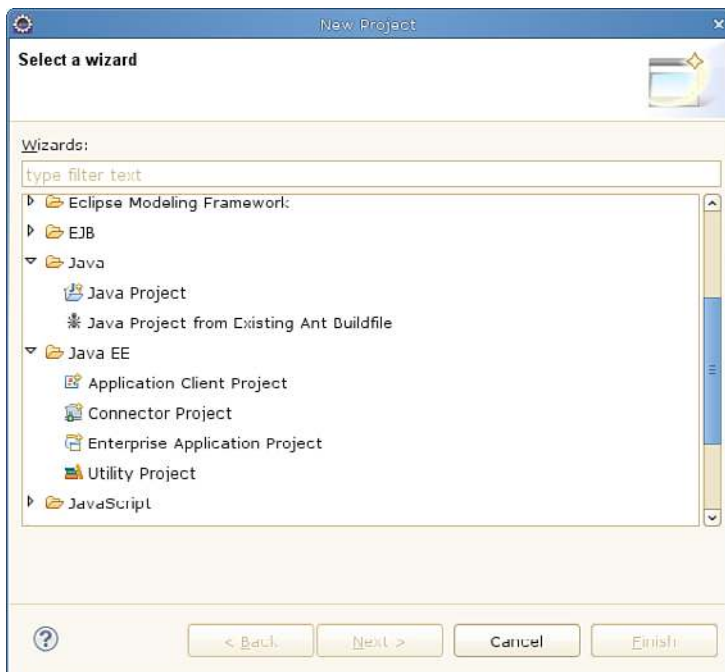 New Project
Select a wizard
Wizards:
type filter text
Eclipse Modeling Framework
EJB
Java
Java Project
Java Project from Existing Ant Buildfile
Java EE
Application Client Project
Connector Project
Enterprise Application Project
Utility Project
JavaScript
< Back
Next >
Cancel
Finish